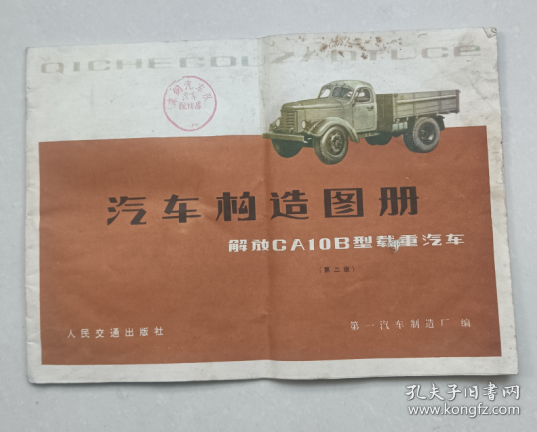 QICHEGOUZAOTUCE
汽车构造图册
解放CA10B型载重汽车
(第二版)
人民交通出版社
第一汽车制造厂 编
孔夫子旧书网
www.kongfz.com